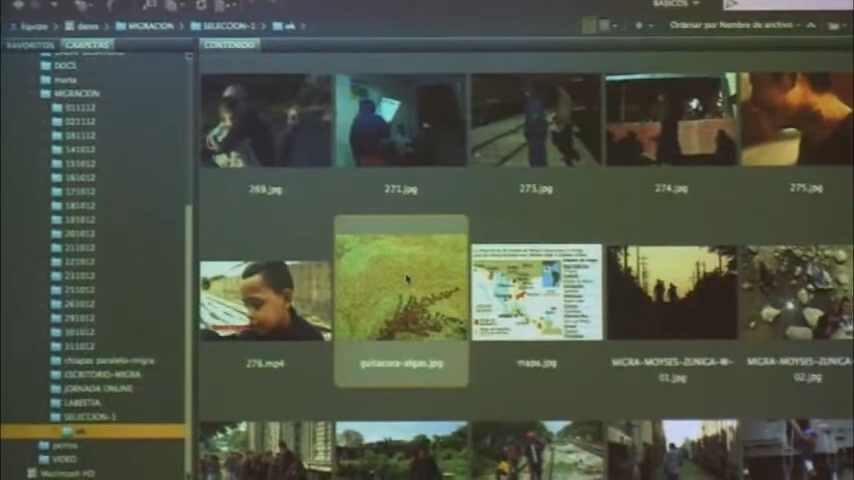 BÁSICOS
Equipo
datos
MIGRACION
SELECCION-1
ok
Ordenar por Nombre de archivo
FAVORITOS
CARPETAS
CONTENIDO
DOCS
marta
MIGRACION
011112
021112
031112
141012
151012
161012
171012
181012
191012
201012
211012
221012
231012
251012
261012
291012
301012
311012
chiapas paralelo-migra
ESCRITORIO-MIGRA
JORNADA ONLINE
LABESTIA
SELECCION-1
ok
perros
VIDEO
Macintosh HD
269.jpg
271.jpg
273.jpg
274.jpg
275.jpg
276.mp4
guitacora-algas.jpg
mapa.jpg
MIGRA-MOYSES-ZUNIGA-W-
01.jpg
MIGRA-MOYSES-ZUNIGA
02.jpg